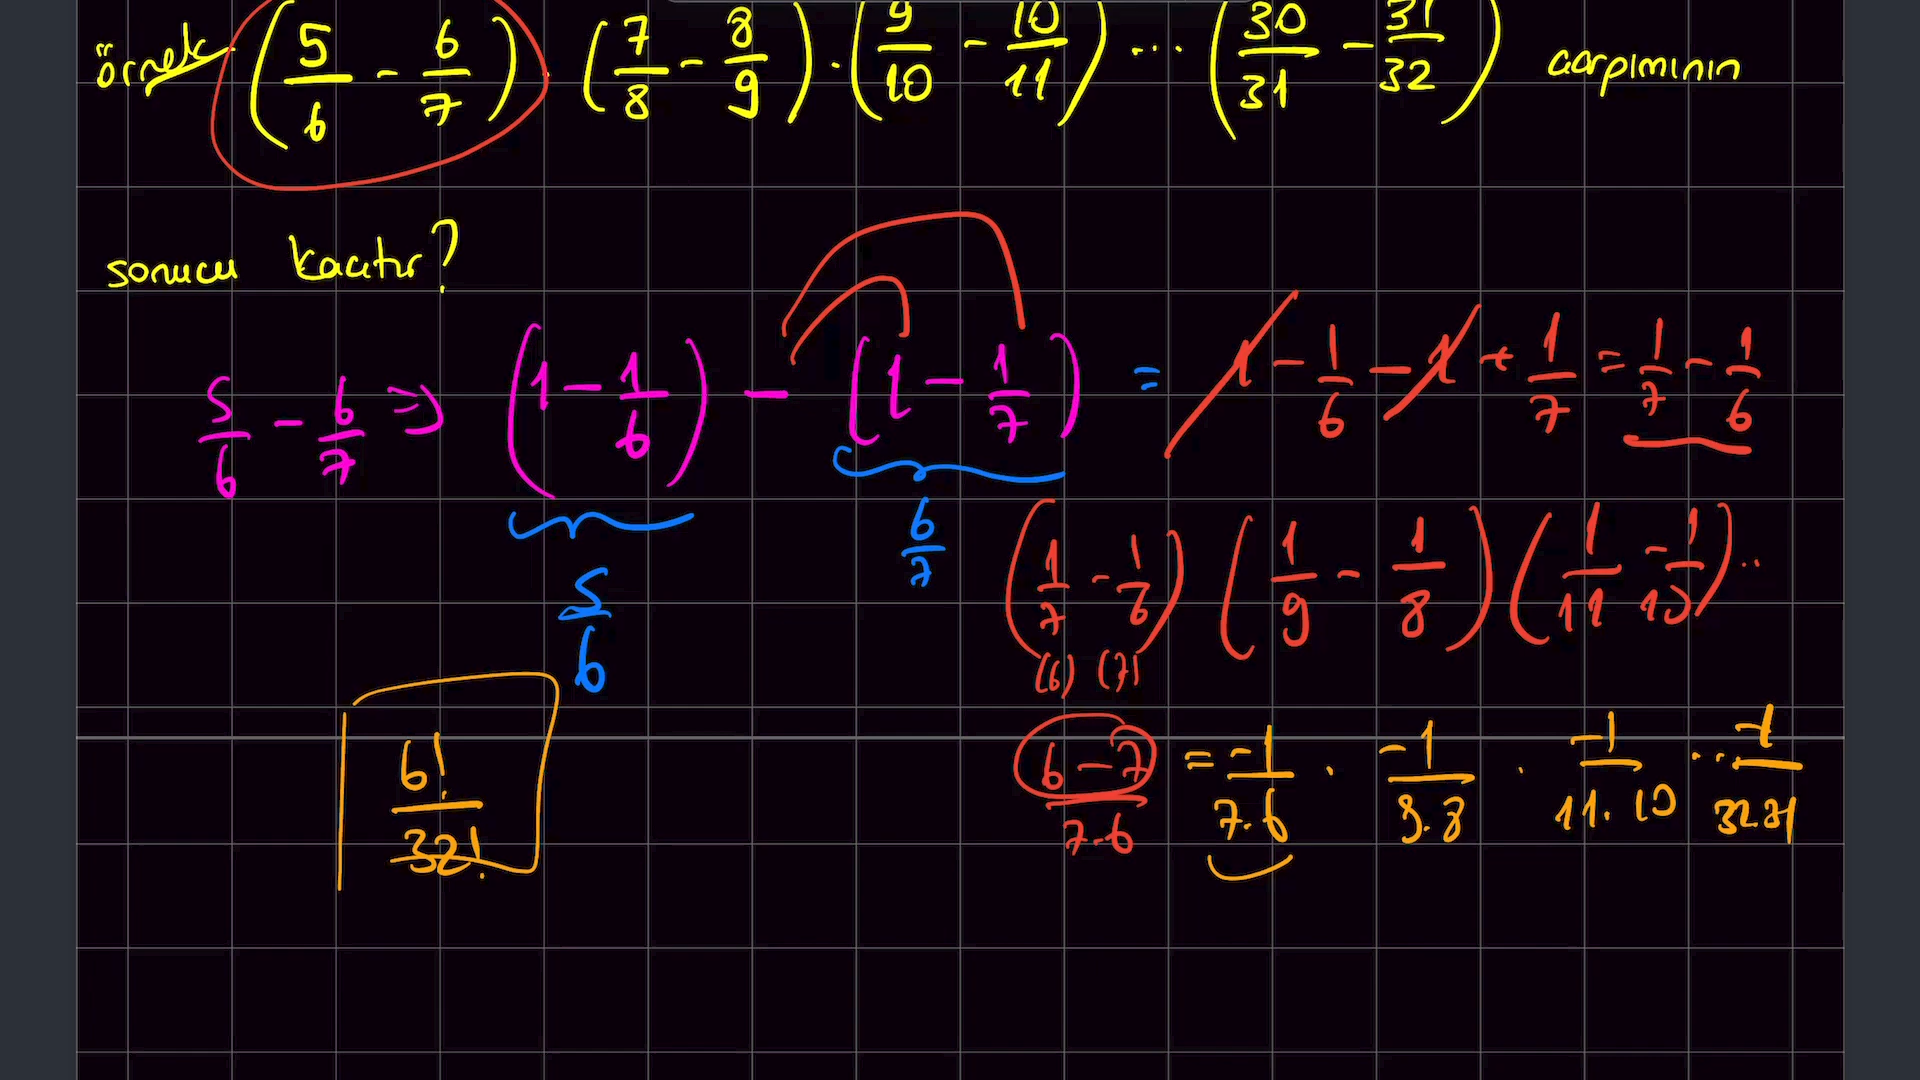 örnek (5/6 - 6/7) · (7/8 - 8/9) · (9/10 - 10/11) ... (30/31 - 31/32) çarpımının
sonucu kaçtır?
5/6 - 6/7 ⇒ (1 - 1/6) - (1 - 1/7) = 1 - 1/6 - 1 + 1/7 = 1/7 - 1/6
5/6
6/7
(1/7 - 1/6) (1/9 - 1/8) (1/11 - 1/10) ..
(6) (7)
6 - 7/7·6 = -1/7·6 · -1/9·8 · -1/11·10 ... -1/32·31
6!/32!